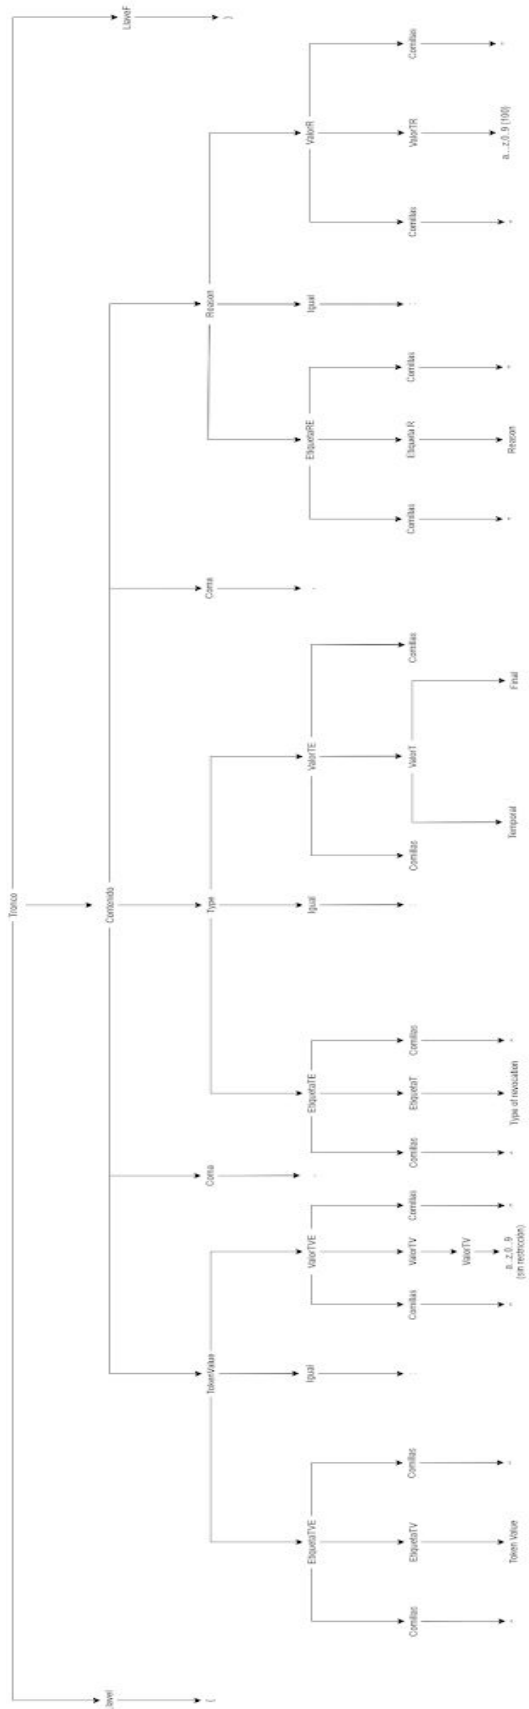 Tronco
LlaveF
Contenido
TokenValue
Coma
Type
Coma
Reason
EtiquetaTVE
Igual
ValorTVE
EtiquetaTE
Igual
ValorTE
EtiquetaRE
Igual
ValorR
Comillas
EtiquetaTV
Comillas
Comillas
ValorTV
Comillas
Comillas
EtiquetaT
Comillas
Comillas
ValorT
Comillas
Comillas
Etiqueta R
Comillas
Comillas
ValorTR
Comillas
ValorTV
Token Value
a...z,0...9
(sin restricción)
Type of revocation
Temporal
Final
Reason
a...z,0..9 (100)